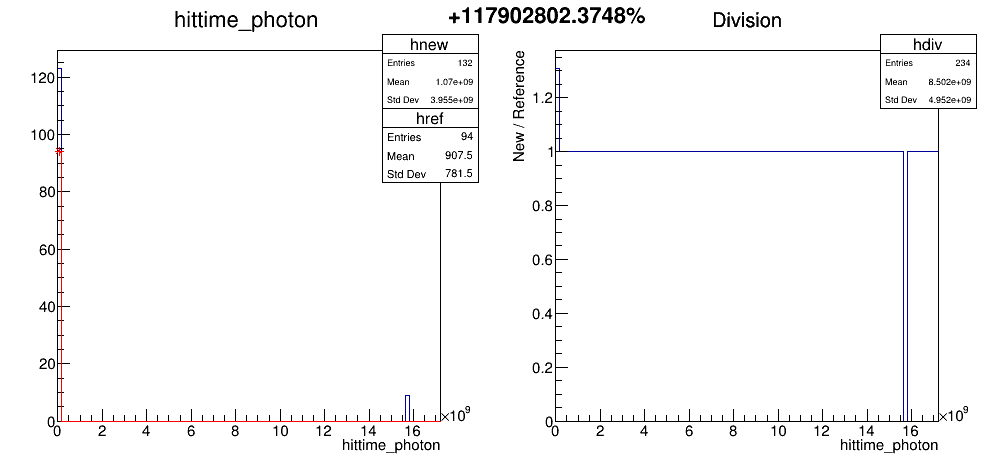 +117902802.3748%
hittime_photon
hnew
Entries 132
Mean 1.07e+09
Std Dev 3.955e+09
href
Entries 94
Mean 907.5
Std Dev 781.5
120
100
80
60
40
20
0
0 2 4 6 8 10 12 14 16
×10⁹
hittime_photon
Division
hdiv
Entries 234
Mean 8.502e+09
Std Dev 4.952e+09
New / Reference
1.2
1
0.8
0.6
0.4
0.2
0
0 2 4 6 8 10 12 14 16
×10⁹
hittime_photon